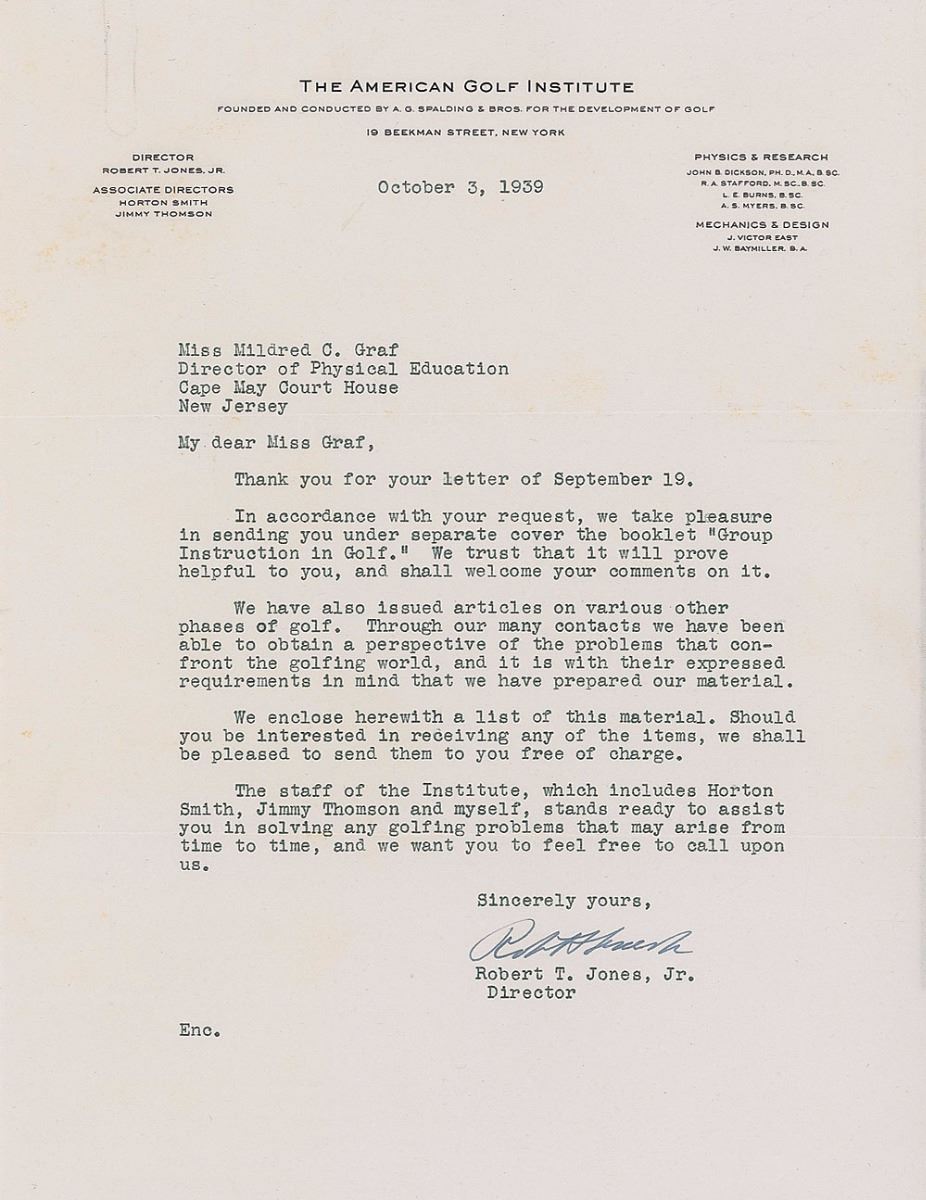 THE AMERICAN GOLF INSTITUTE
FOUNDED AND CONDUCTED BY A. G. SPALDING & BROS. FOR THE DEVELOPMENT OF GOLF
19 BEEKMAN STREET, NEW YORK
DIRECTOR
ROBERT T. JONES, JR.
ASSOCIATE DIRECTORS
HORTON SMITH
JIMMY THOMSON
October 3, 1939
PHYSICS & RESEARCH
JOHN B. DICKSON, PH. D., M.A., B.SC.
R. A. STAFFORD, M. SC., B. SC.
L. E. BURNS, B. SC.
A. S. MYERS, B. SC.
MECHANICS & DESIGN
J. VICTOR EAST
J. W. BAYMILLER, B. A.
Miss Mildred C. Graf
Director of Physical Education
Cape May Court House
New Jersey
My dear Miss Graf,
Thank you for your letter of September 19.
In accordance with your request, we take pleasure
in sending you under separate cover the booklet "Group
Instruction in Golf." We trust that it will prove
helpful to you, and shall welcome your comments on it.
We have also issued articles on various other
phases of golf. Through our many contacts we have been
able to obtain a perspective of the problems that con-
front the golfing world, and it is with their expressed
requirements in mind that we have prepared our material.
We enclose herewith a list of this material. Should
you be interested in receiving any of the items, we shall
be pleased to send them to you free of charge.
The staff of the Institute, which includes Horton
Smith, Jimmy Thomson and myself, stands ready to assist
you in solving any golfing problems that may arise from
time to time, and we want you to feel free to call upon
us.
Sincerely yours,
Robert T. Jones, Jr.
Director
Enc.